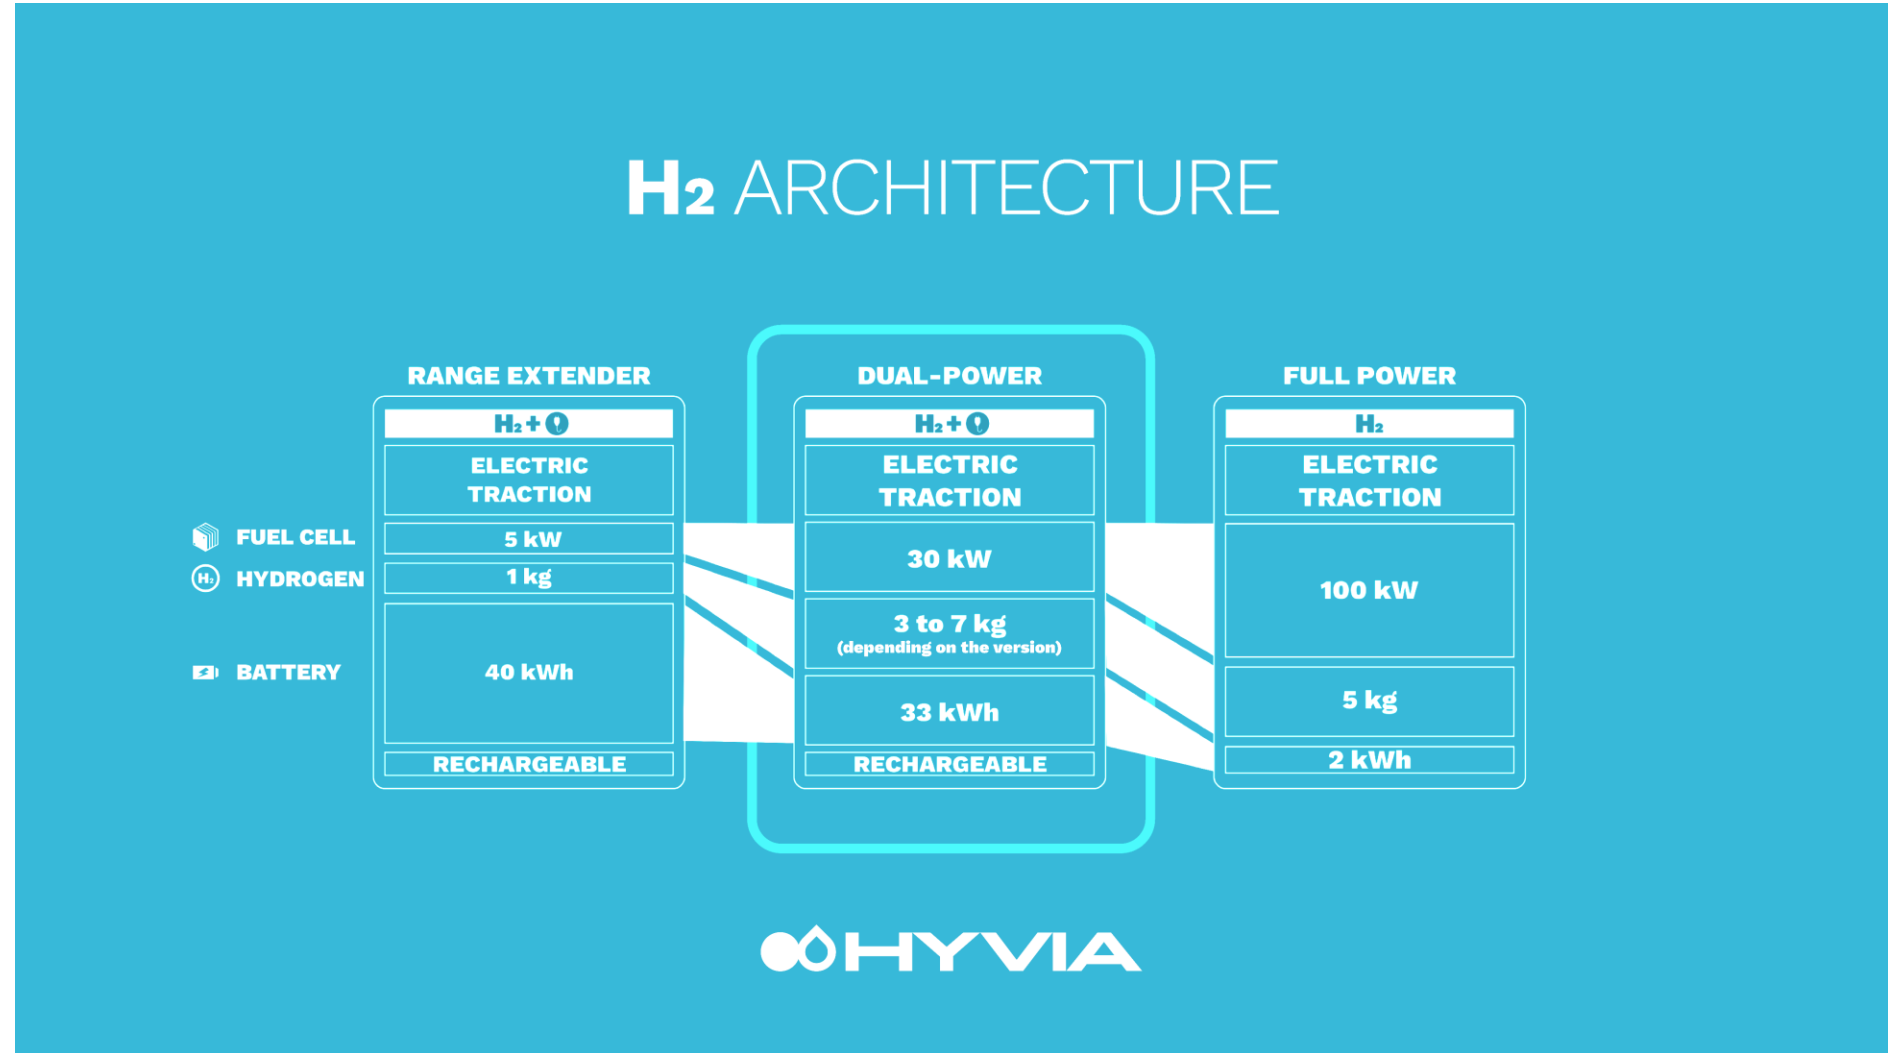 H2 ARCHITECTURE
RANGE EXTENDER
H2+
ELECTRIC
TRACTION
FUEL CELL
5 kW
H2 HYDROGEN
1 kg
BATTERY
40 kWh
RECHARGEABLE
DUAL-POWER
H2+
ELECTRIC
TRACTION
30 kW
3 to 7 kg
(depending on the version)
33 kWh
RECHARGEABLE
FULL POWER
H2
ELECTRIC
TRACTION
100 kW
5 kg
2 kWh
HYVIA